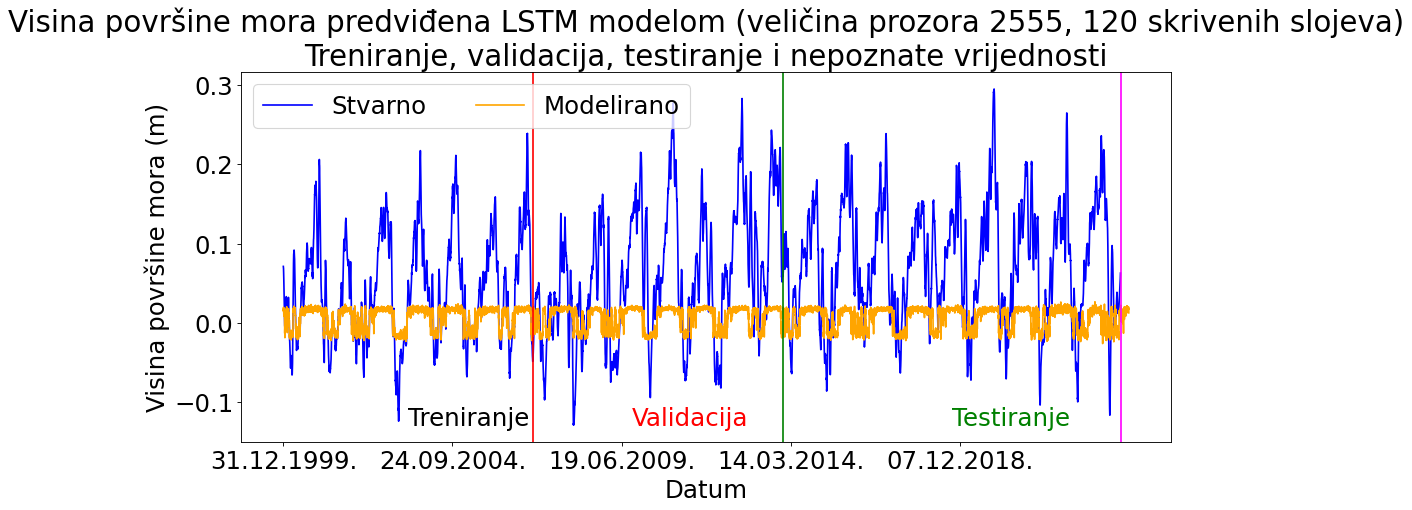 Visina površine mora predviđena LSTM modelom (veličina prozora 2555, 120 skrivenih slojeva)
Treniranje, validacija, testiranje i nepoznate vrijednosti
Stvarno
Modelirano
Visina površine mora (m)
0.3
0.2
0.1
0.0
−0.1
Treniranje
Validacija
Testiranje
31.12.1999.
24.09.2004.
19.06.2009.
14.03.2014.
07.12.2018.
Datum